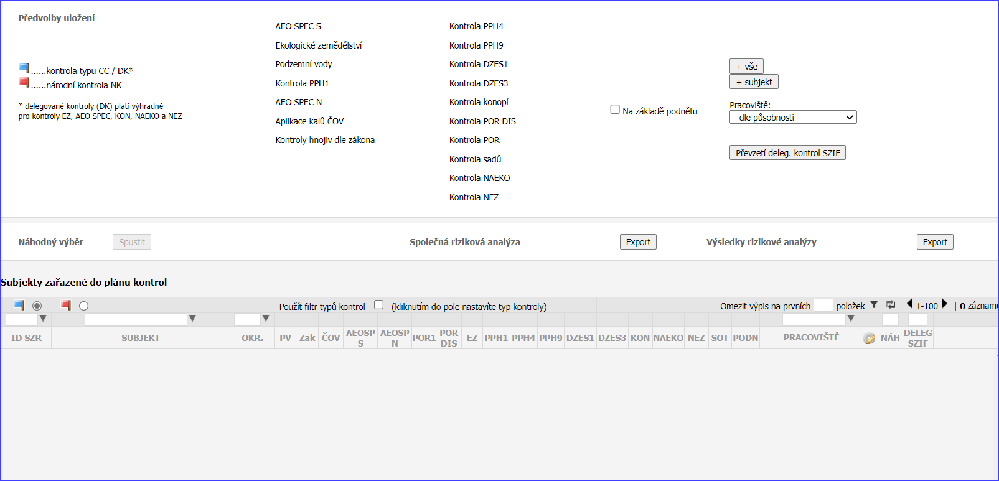 Předvolby uložení
......kontrola typu CC / DK*
......národní kontrola NK
* delegované kontroly (DK) platí výhradně
pro kontroly EZ, AEO SPEC, KON, NAEKO a NEZ
AEO SPEC S
Ekologické zemědělství
Podzemní vody
Kontrola PPH1
AEO SPEC N
Aplikace kalů ČOV
Kontroly hnojiv dle zákona
Kontrola PPH4
Kontrola PPH9
Kontrola DZES1
Kontrola DZES3
Kontrola konopí
Kontrola POR DIS
Kontrola POR
Kontrola sadů
Kontrola NAEKO
Kontrola NEZ
Na základě podnětu
+ vše
+ subjekt
Pracoviště:
- dle působnosti -
Převzetí deleg. kontrol SZIF
Náhodný výběr Spustit Společná riziková analýza Export Výsledky rizikové analýzy Export
Subjekty zařazené do plánu kontrol
Použít filtr typů kontrol (kliknutím do pole nastavíte typ kontroly) Omezit výpis na prvních položek 1-100 | 0 záznamů
ID SZR SUBJEKT OKR. PV Zak ČOV AEOSP S AEOSP N POR1 POR DIS EZ PPH1 PPH4 PPH9 DZES1 DZES3 KON NAEKO NEZ SOT PODN PRACOVIŠTĚ NÁH DELEG SZIF